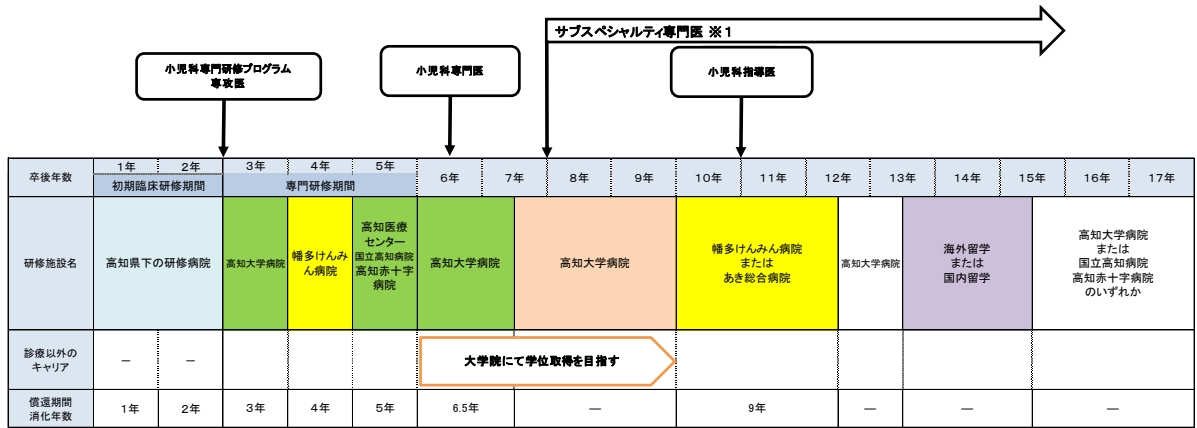 サブスペシャルティ専門医 ※１
小児科専門研修プログラム
専攻医
小児科専門医
小児科指導医
卒後年数
1年
2年
3年
4年
5年
6年
7年
8年
9年
10年
11年
12年
13年
14年
15年
16年
17年
初期臨床研修期間
専門研修期間
研修施設名
高知県下の研修病院
高知大学病院
幡多けんみ
ん病院
高知医療
センター
国立高知病院
高知赤十字
病院
高知大学病院
高知大学病院
幡多けんみん病院
または
あき総合病院
高知大学病院
海外留学
または
国内留学
高知大学病院
または
国立高知病院
高知赤十字病院
のいずれか
診療以外の
キャリア
―
―
大学院にて学位取得を目指す
償還期間
消化年数
1年
2年
3年
4年
5年
6.5年
―
9年
―
―
―